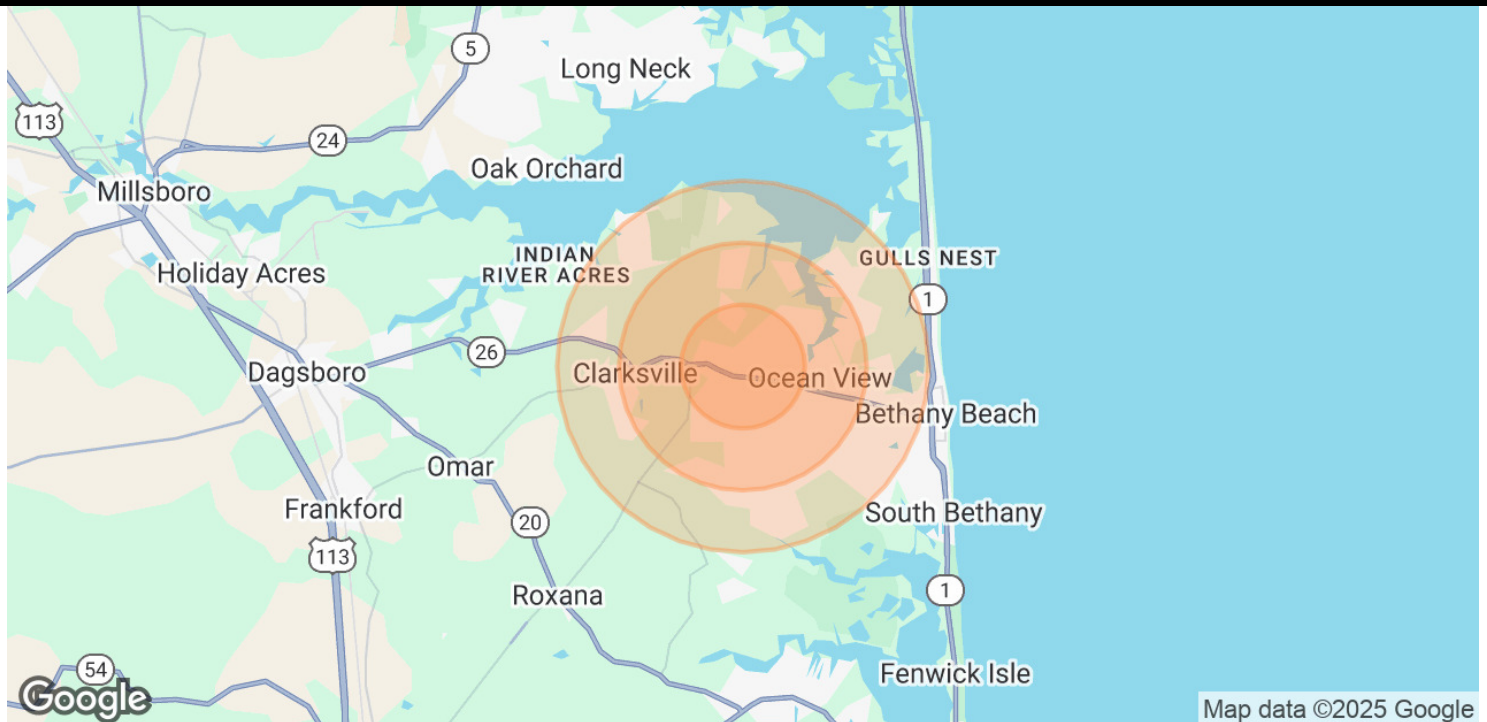 5
Long Neck
113
24
Oak Orchard
Millsboro
INDIAN
RIVER ACRES
GULLS NEST
Holiday Acres
1
26
Dagsboro
Clarksville
Ocean View
Bethany Beach
Omar
Frankford
20
South Bethany
113
1
Roxana
54
Fenwick Isle
Google
Map data ©2025 Google